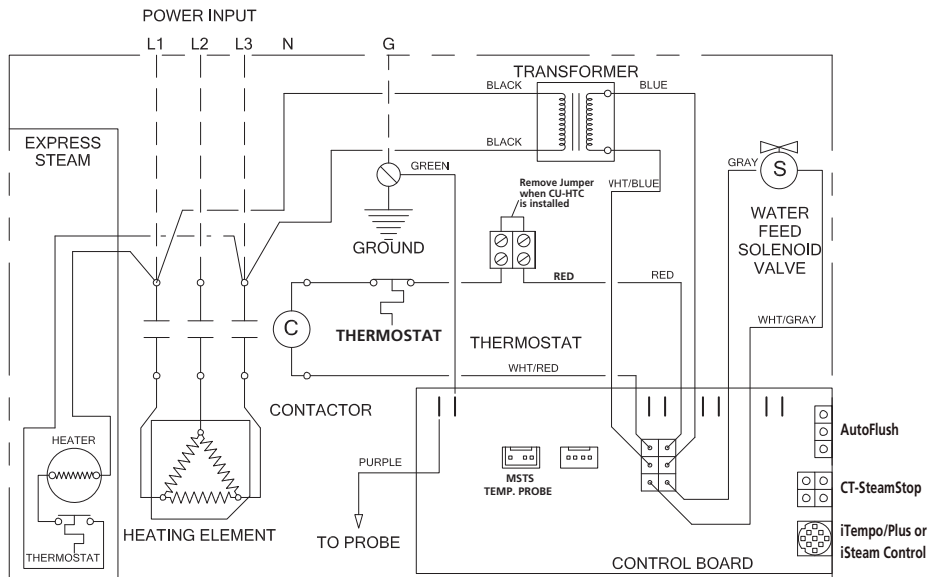 POWER INPUT
L1 L2 L3 N G
TRANSFORMER
BLACK
BLUE
EXPRESS
STEAM
BLACK
GREEN
WHT/BLUE
GRAY
S
Remove Jumper
when CU-HTC
is installed
WATER
FEED
SOLENOID
VALVE
GROUND
RED
RED
C
THERMOSTAT
THERMOSTAT
WHT/GRAY
WHT/RED
CONTACTOR
AutoFlush
HEATER
PURPLE
MSTS
TEMP. PROBE
CT-SteamStop
HEATING ELEMENT
TO PROBE
iTempo/Plus or
iSteam Control
THERMOSTAT
CONTROL BOARD